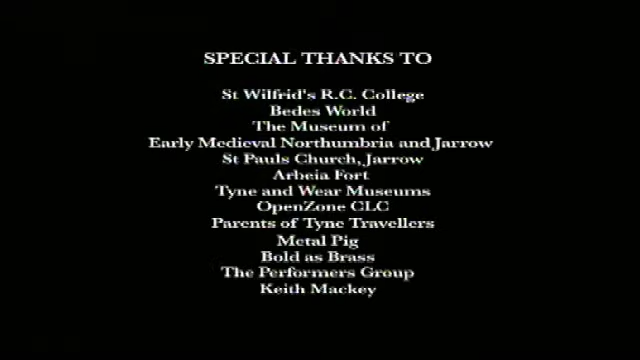 SPECIAL THANKS TO
St Wilfrid's R.C. College
Bedes World
The Museum of
Early Medieval Northumbria and Jarrow
St Pauls Church, Jarrow
Arbeia Fort
Tyne and Wear Museums
OpenZone CLC
Parents of Tyne Travellers
Metal Pig
Bold as Brass
The Performers Group
Keith Mackey